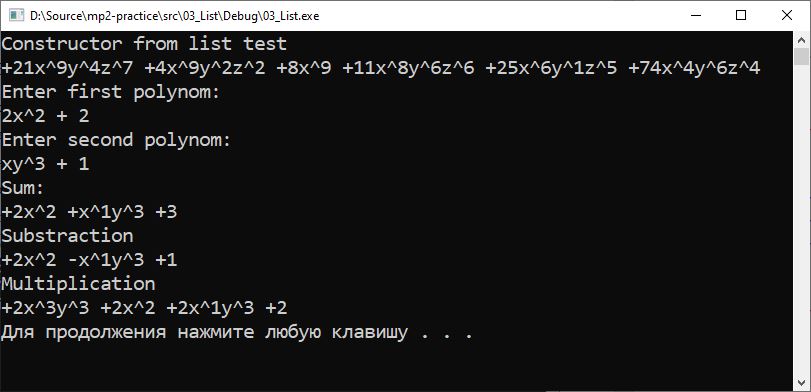 D:\Source\mp2-practice\src\03_List\Debug\03_List.exe
Constructor from list test
+21x^9y^4z^7 +4x^9y^2z^2 +8x^9 +11x^8y^6z^6 +25x^6y^1z^5 +74x^4y^6z^4
Enter first polynom:
2x^2 + 2
Enter second polynom:
xy^3 + 1
Sum:
+2x^2 +x^1y^3 +3
Substraction
+2x^2 -x^1y^3 +1
Multiplication
+2x^3y^3 +2x^2 +2x^1y^3 +2
Для продолжения нажмите любую клавишу . . .